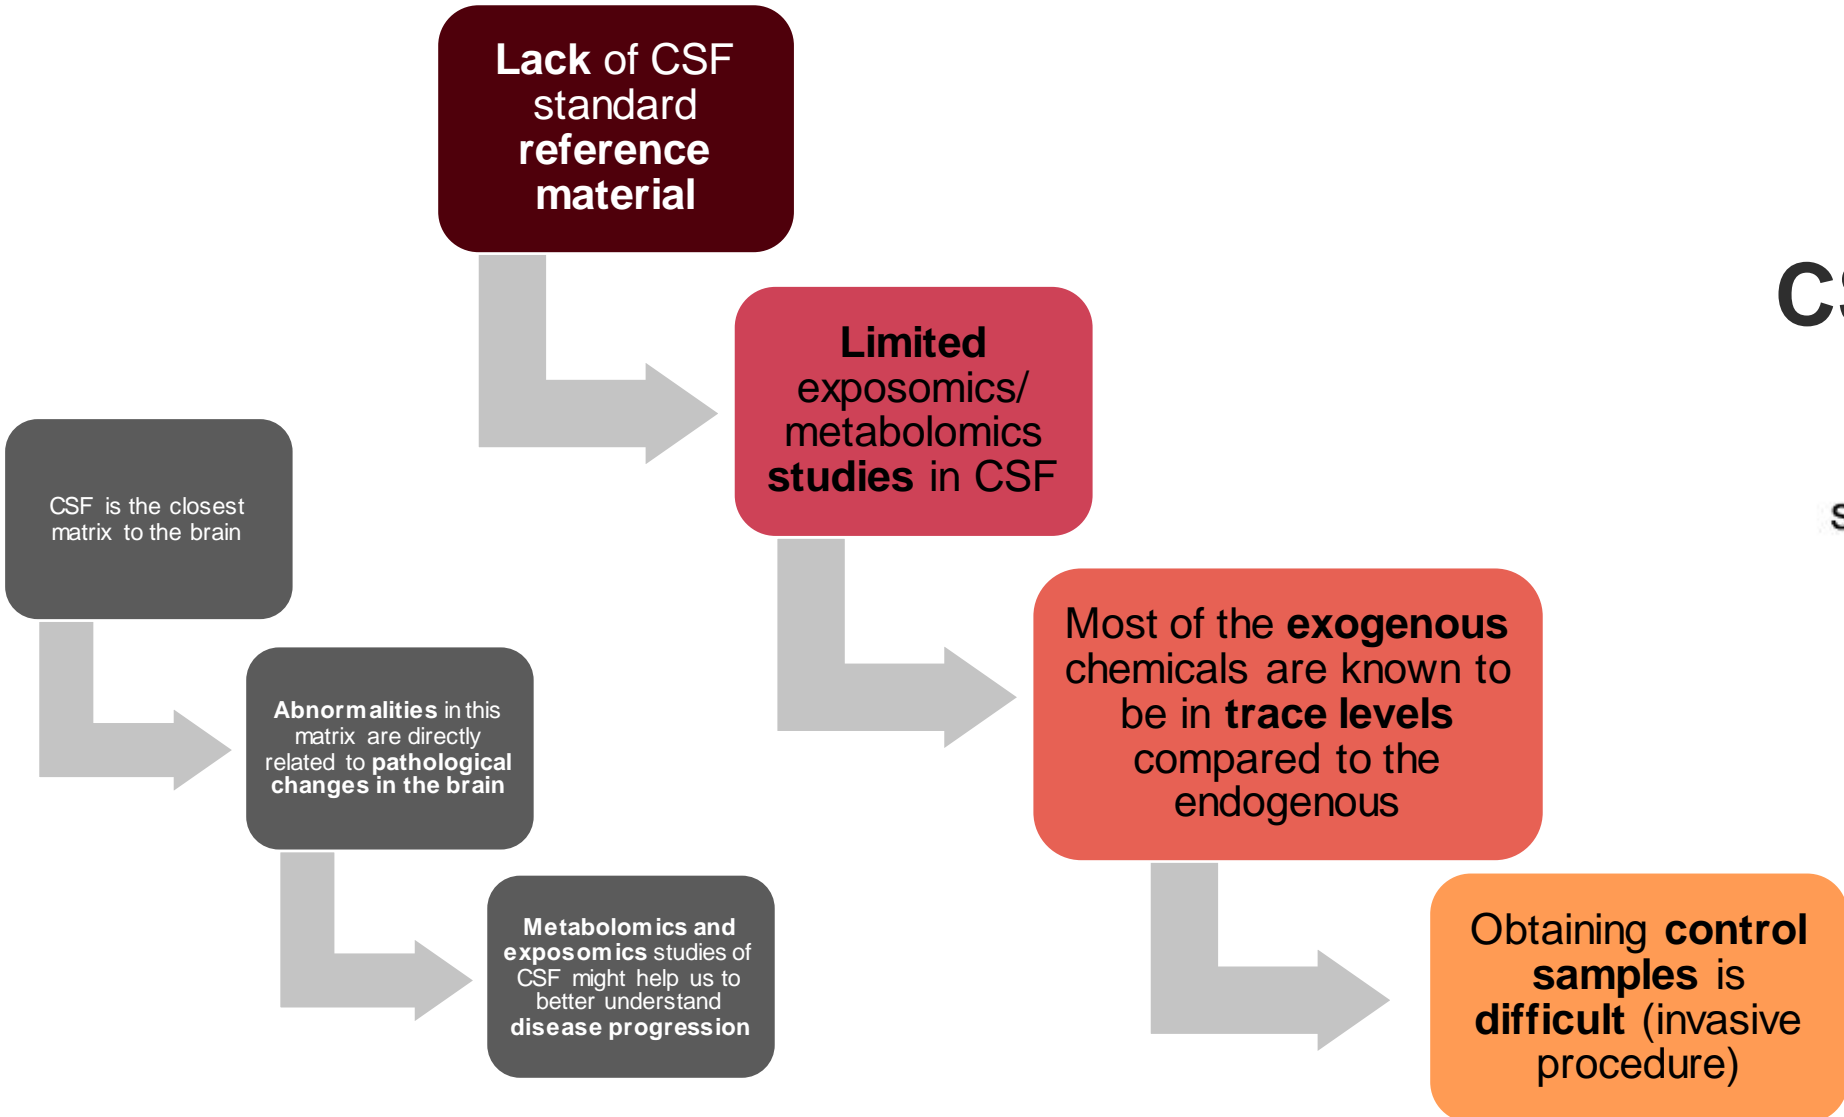 Lack of CSF
standard
reference
material
Limited
exposomics/
metabolomics
studies in CSF
Most of the exogenous
chemicals are known to
be in trace levels
compared to the
endogenous
Obtaining control
samples is
difficult (invasive
procedure)
CSF is the closest
matrix to the brain
Abnormalities in this
matrix are directly
related to pathological
changes in the brain
Metabolomics and
exposomics studies of
CSF might help us to
better understand
disease progression